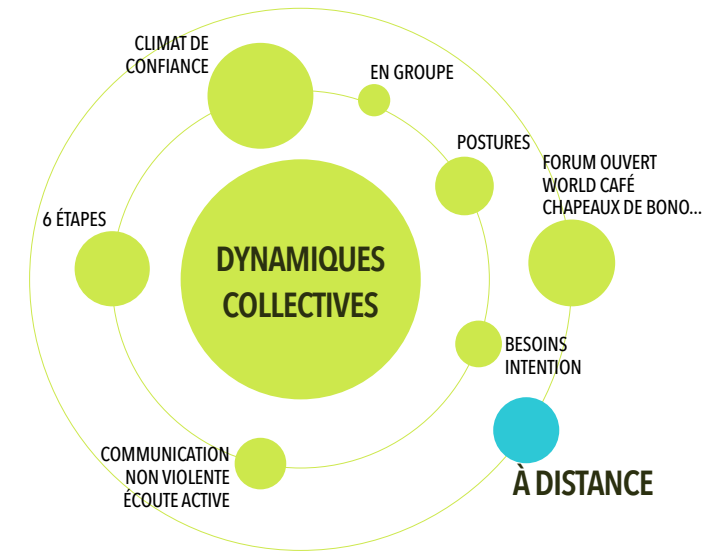 CLIMAT DE
CONFIANCE
EN GROUPE
POSTURES
FORUM OUVERT
WORLD CAFÉ
CHAPEAUX DE BONO...
6 ÉTAPES
DYNAMIQUES
COLLECTIVES
BESOINS
INTENTION
COMMUNICATION
NON VIOLENTE
ÉCOUTE ACTIVE
À DISTANCE